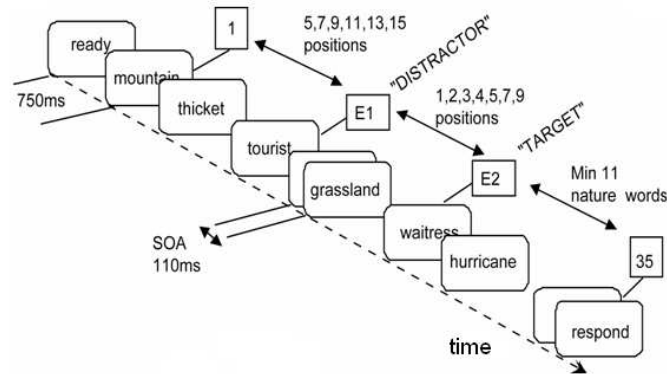 ready
1
5,7,9,11,13,15
positions
"DISTRACTOR"
mountain
750ms
thicket
E1
1,2,3,4,5,7,9
positions
"TARGET"
tourist
grassland
E2
Min 11
nature words
waitress
SOA
110ms
hurricane
35
time
respond